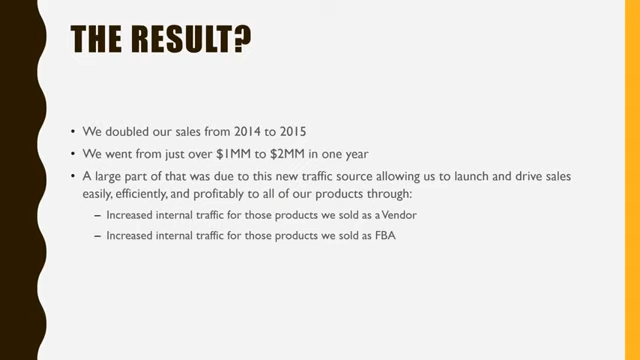 THE RESULT?
• We doubled our sales from 2014 to 2015
• We went from just over $1MM to $2MM in one year
• A large part of that was due to this new traffic source allowing us to launch and drive sales
easily, efficiently, and profitably to all of our products through:
– Increased internal traffic for those products we sold as a Vendor
– Increased internal traffic for those products we sold as FBA